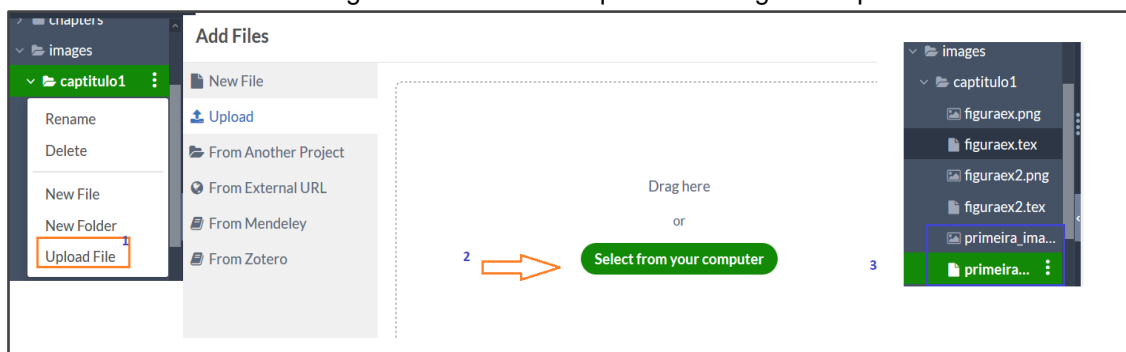 chapters
images
captitulo1
Rename
Delete
New File
New Folder
1
Upload File
Add Files
New File
Upload
From Another Project
From External URL
From Mendeley
From Zotero
Drag here
or
2
Select from your computer
3
images
captitulo1
figuraex.png
figuraex.tex
figuraex2.png
figuraex2.tex
primeira_ima...
primeira...